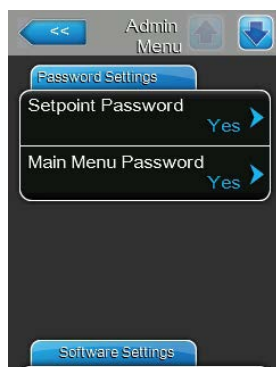 <<
Admin
Menu
Password Settings
Setpoint Password
Yes
Main Menu Password
Yes
Software Settings